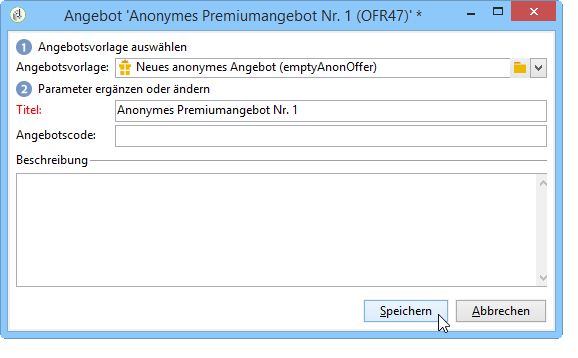 Angebot 'Anonymes Premiumangebot Nr. 1 (OFR47)' *
1 Angebotsvorlage auswählen
Angebotsvorlage: Neues anonymes Angebot (emptyAnonOffer)
2 Parameter ergänzen oder ändern
Titel: Anonymes Premiumangebot Nr. 1
Angebotscode:
Beschreibung
Speichern Abbrechen